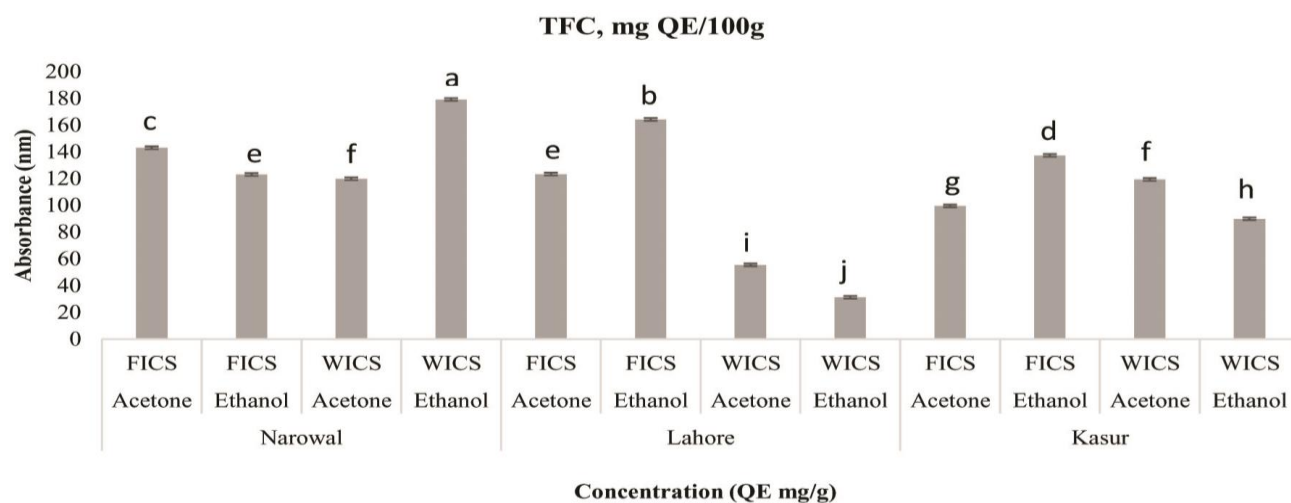 TFC, mg QE/100g
Absorbance (nm)
200
180
160
140
120
100
80
60
40
20
0
c
e
f
a
e
b
i
j
g
d
f
h
FICS FICS WICS WICS FICS FICS WICS WICS FICS FICS WICS WICS
Acetone Ethanol Acetone Ethanol Acetone Ethanol Acetone Ethanol Acetone Ethanol Acetone Ethanol
Narowal Lahore Kasur
Concentration (QE mg/g)